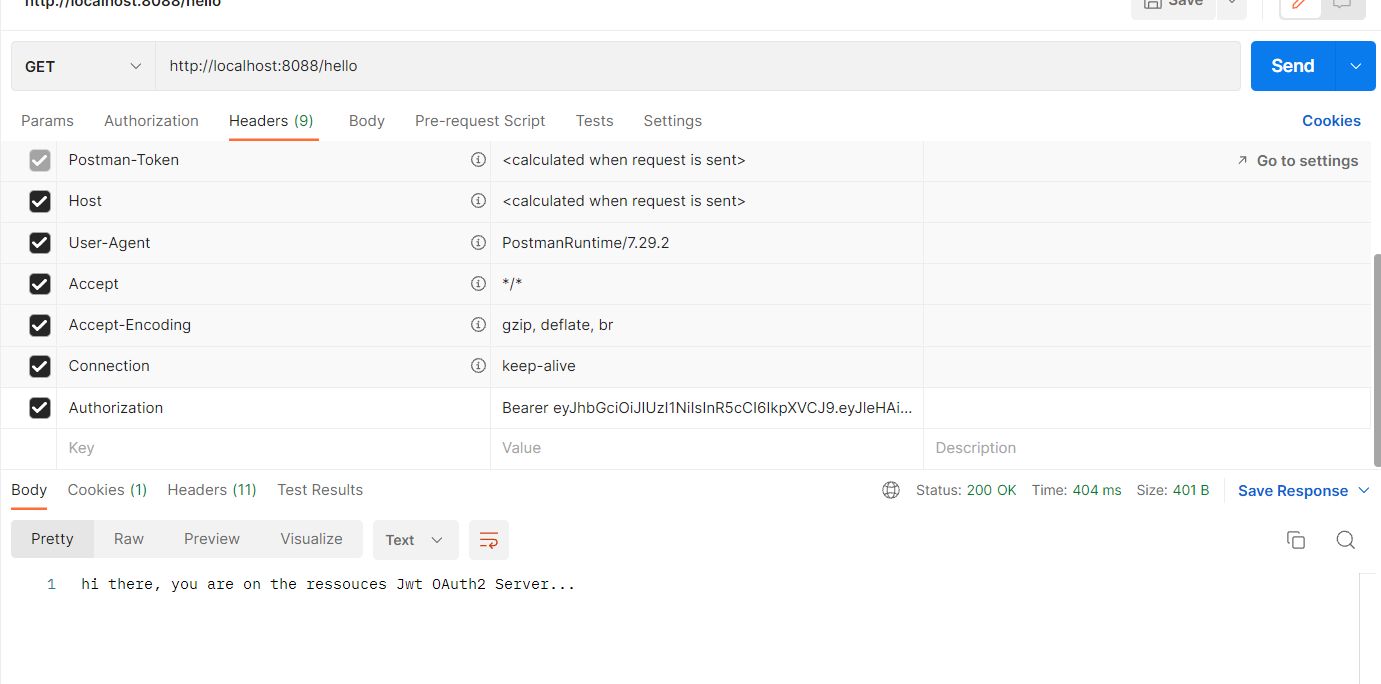 http://localhost:8088/hello
Save
GET http://localhost:8088/hello Send
Params Authorization Headers (9) Body Pre-request Script Tests Settings Cookies
Postman-Token <calculated when request is sent> Go to settings
Host <calculated when request is sent>
User-Agent PostmanRuntime/7.29.2
Accept */*
Accept-Encoding gzip, deflate, br
Connection keep-alive
Authorization Bearer eyJhbGciOiJIUzI1NiIsInR5cCI6IkpXVCJ9.eyJleHAi...
Key Value Description
Body Cookies (1) Headers (11) Test Results Status: 200 OK Time: 404 ms Size: 401 B Save Response
Pretty Raw Preview Visualize Text
1 hi there, you are on the ressouces Jwt OAuth2 Server...